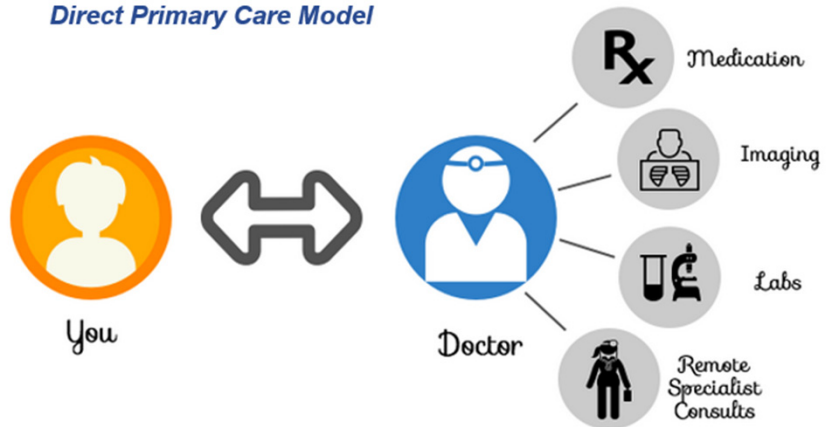 Direct Primary Care Model
Rx
Medication
Imaging
Labs
You
Doctor
Remote
Specialist
Consults